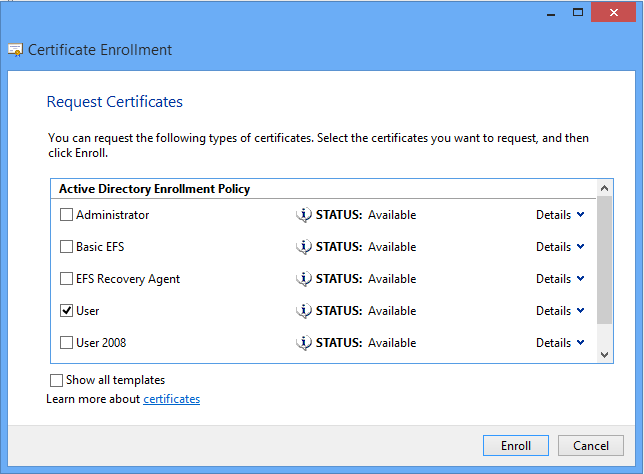 Certificate Enrollment
Request Certificates
You can request the following types of certificates. Select the certificates you want to request, and then
click Enroll.
Active Directory Enrollment Policy
Administrator STATUS: Available Details
Basic EFS STATUS: Available Details
EFS Recovery Agent STATUS: Available Details
User STATUS: Available Details
User 2008 STATUS: Available Details
Show all templates
Learn more about certificates
Enroll Cancel